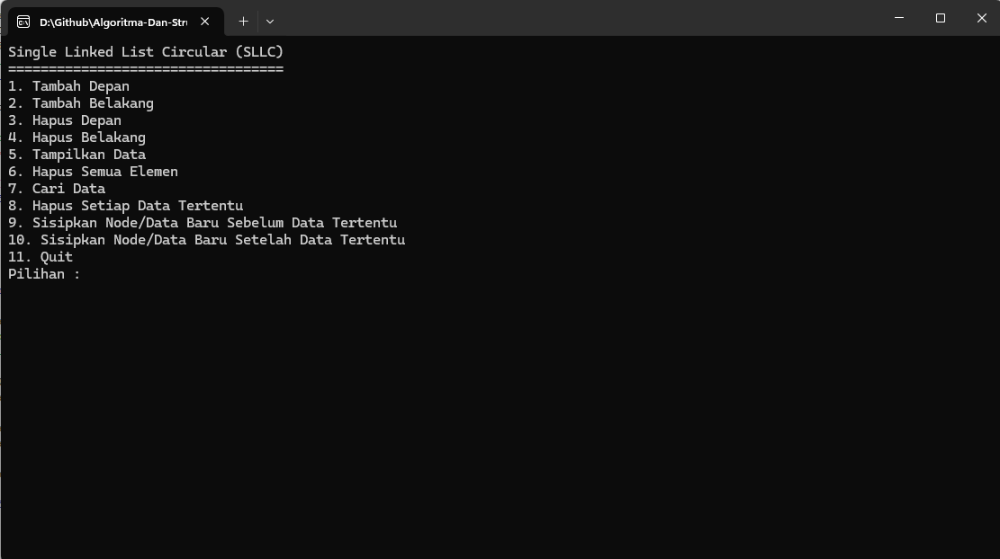 D:\Github\Algoritma-Dan-Stru
Single Linked List Circular (SLLC)
==================================
1. Tambah Depan
2. Tambah Belakang
3. Hapus Depan
4. Hapus Belakang
5. Tampilkan Data
6. Hapus Semua Elemen
7. Cari Data
8. Hapus Setiap Data Tertentu
9. Sisipkan Node/Data Baru Sebelum Data Tertentu
10. Sisipkan Node/Data Baru Setelah Data Tertentu
11. Quit
Pilihan :